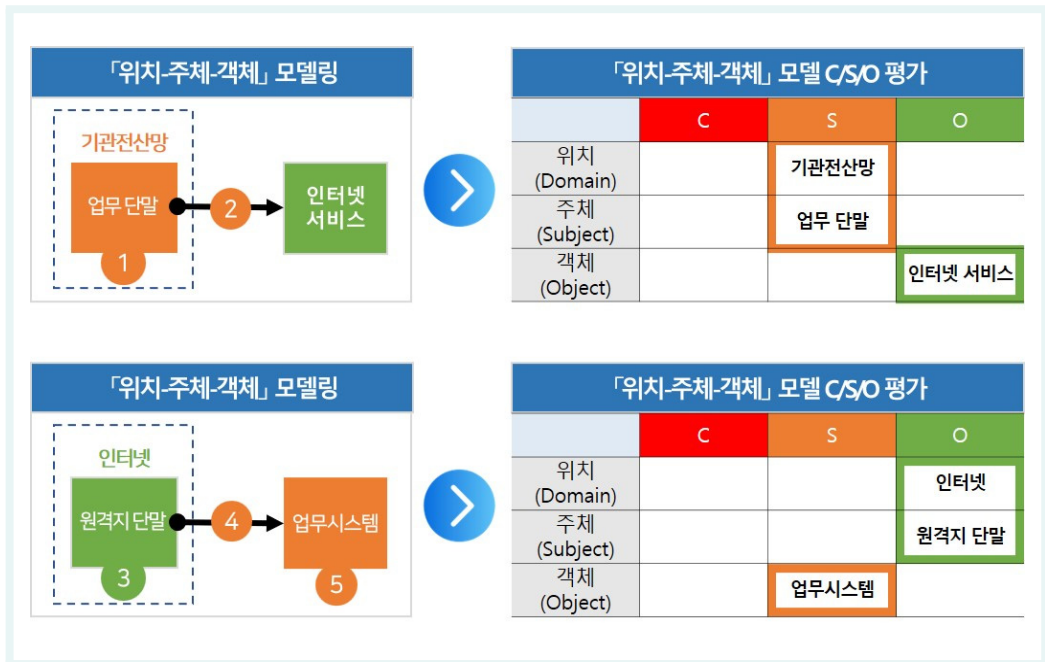 「위치-주체-객체」 모델링
기관전산망
업무 단말
2
인터넷
서비스
1
「위치-주체-객체」 모델 C/S/O 평가
C S O
위치
(Domain)
기관전산망
주체
(Subject)
업무 단말
객체
(Object)
인터넷 서비스
「위치-주체-객체」 모델링
인터넷
원격지 단말
4
업무시스템
3
5
「위치-주체-객체」 모델 C/S/O 평가
C S O
위치
(Domain)
인터넷
주체
(Subject)
원격지 단말
객체
(Object)
업무시스템